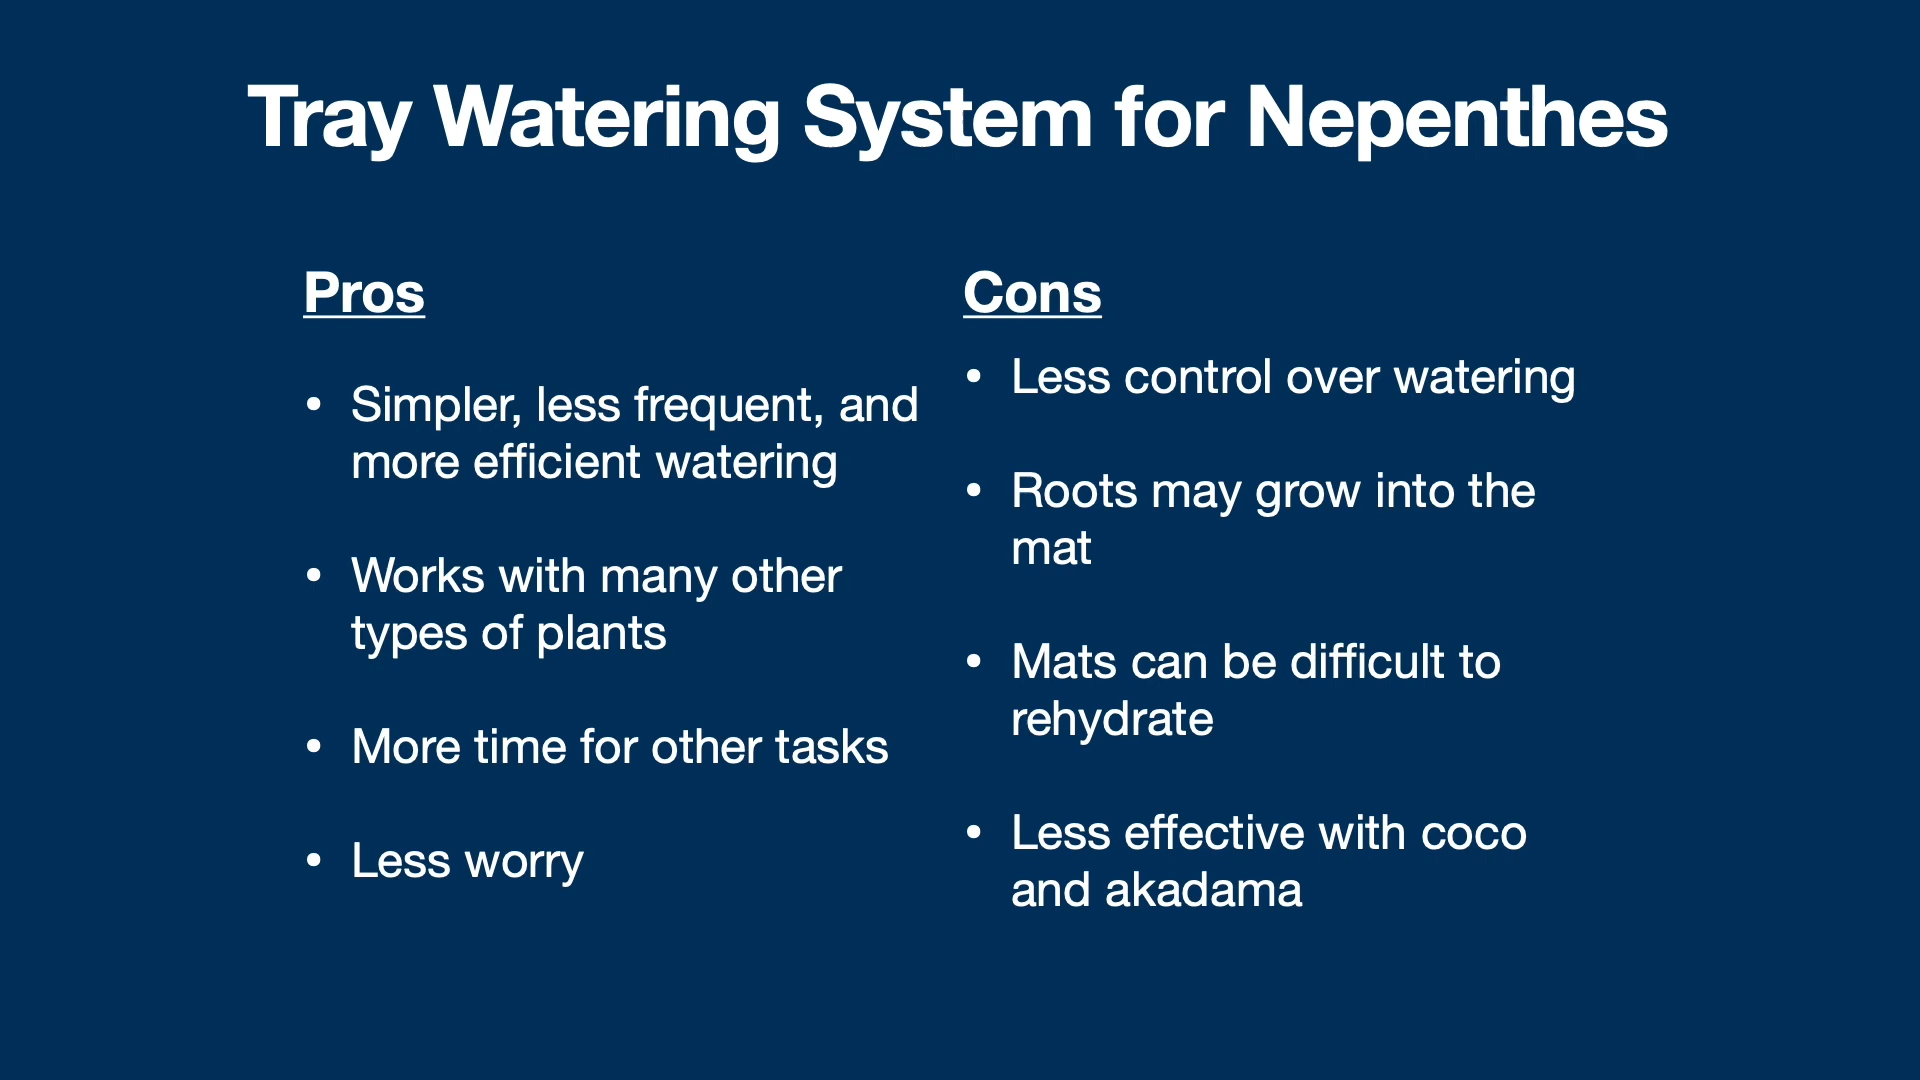 Tray Watering System for Nepenthes
Pros
• Simpler, less frequent, and
more efficient watering
• Works with many other
types of plants
• More time for other tasks
• Less worry
Cons
• Less control over watering
• Roots may grow into the
mat
• Mats can be difficult to
rehydrate
• Less effective with coco
and akadama